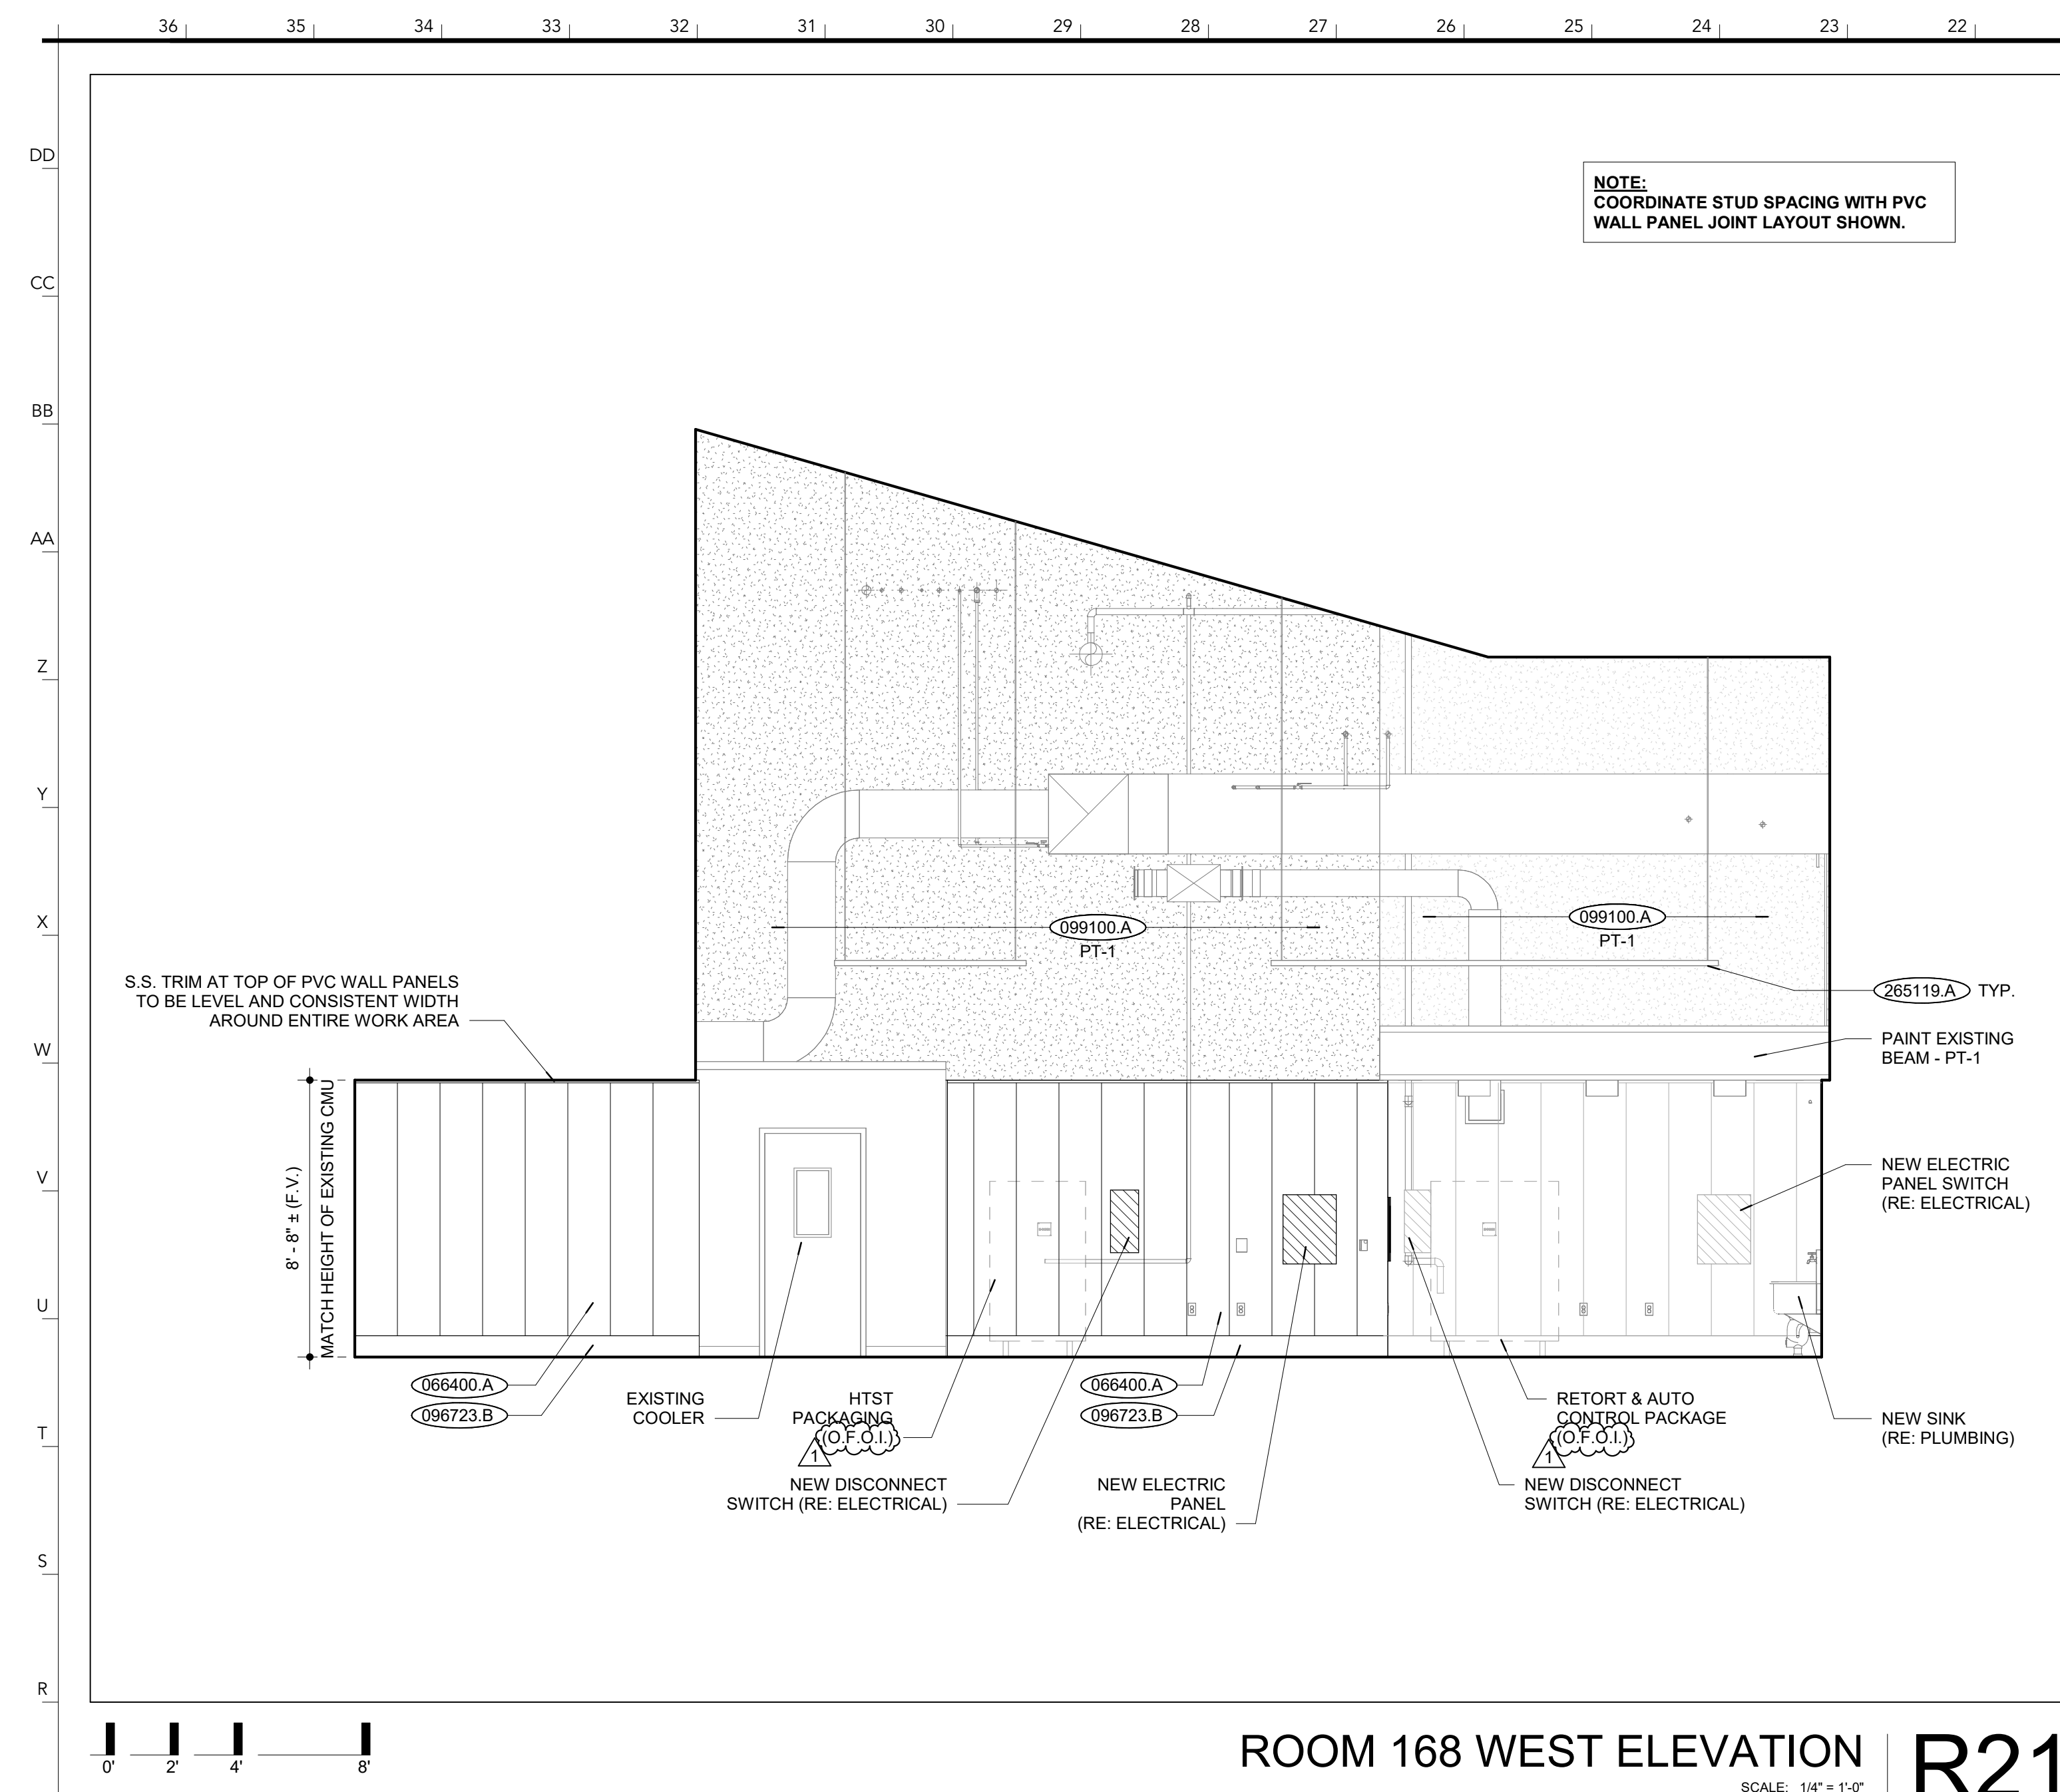 36 35 34 33 32 31 30 29 28 27 26 25 24 23 22
DD
CC
BB
AA
Z
Y
X
W
V
U
T
S
R
NOTE:
COORDINATE STUD SPACING WITH PVC
WALL PANEL JOINT LAYOUT SHOWN.
099100.A
PT-1
099100.A
PT-1
S.S. TRIM AT TOP OF PVC WALL PANELS
TO BE LEVEL AND CONSISTENT WIDTH
AROUND ENTIRE WORK AREA
265119.A TYP.
PAINT EXISTING
BEAM - PT-1
8' - 8" ± (F.V.)
MATCH HEIGHT OF EXISTING CMU
NEW ELECTRIC
PANEL SWITCH
(RE: ELECTRICAL)
066400.A
096723.B
EXISTING
COOLER
HTST
PACKAGING
(O.F.O.I.)
1
NEW DISCONNECT
SWITCH (RE: ELECTRICAL)
066400.A
096723.B
NEW ELECTRIC
PANEL
(RE: ELECTRICAL)
RETORT & AUTO
CONTROL PACKAGE
(O.F.O.I.)
1
NEW DISCONNECT
SWITCH (RE: ELECTRICAL)
NEW SINK
(RE: PLUMBING)
0' 2' 4' 8'
ROOM 168 WEST ELEVATION
SCALE: 1/4" = 1'-0"
R21